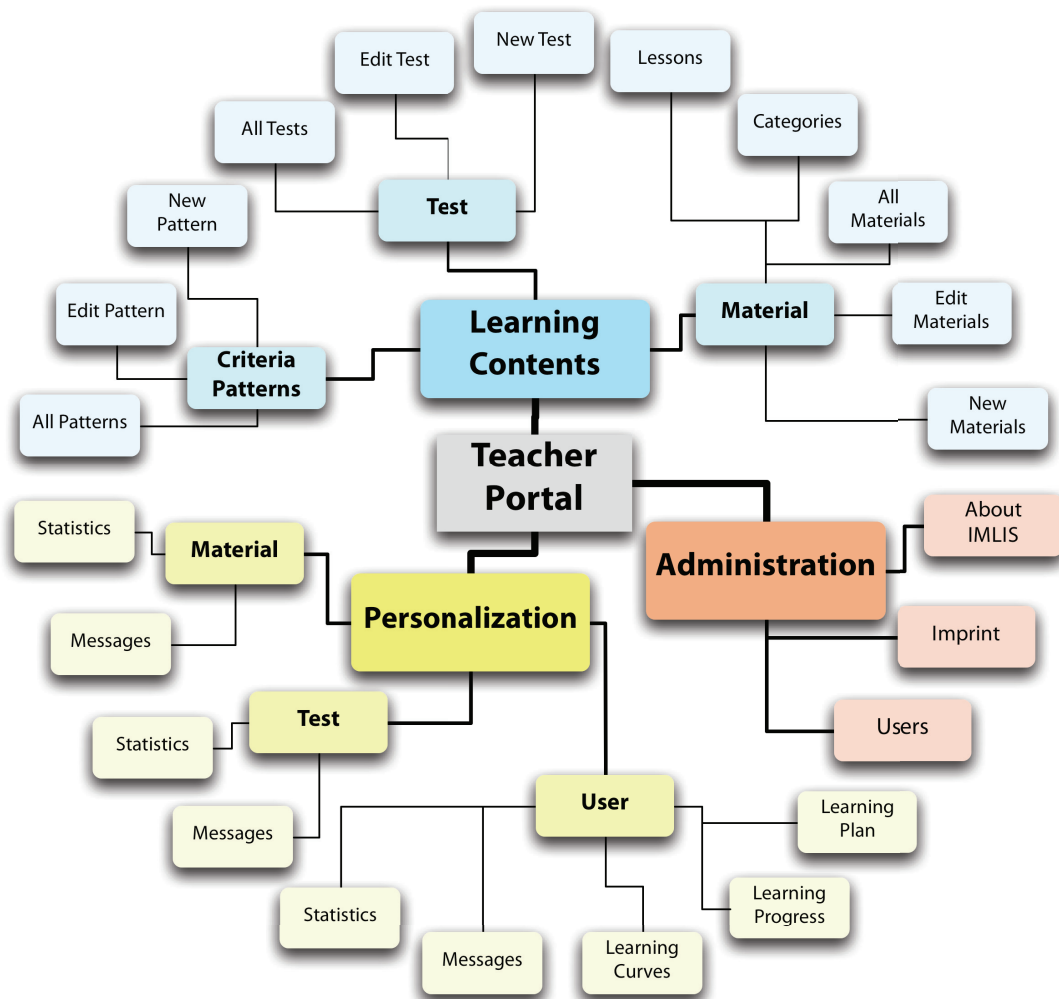 New Test
Edit Test
Lessons
All Tests
Categories
New
Pattern
Test
All
Materials
Edit Pattern
Learning
Contents
Material
Edit
Materials
Criteria
Patterns
All Patterns
New
Materials
Teacher
Portal
Statistics
Material
About
IMLIS
Administration
Personalization
Messages
Imprint
Test
Statistics
Users
User
Messages
Learning
Plan
Statistics
Learning
Progress
Messages
Learning
Curves